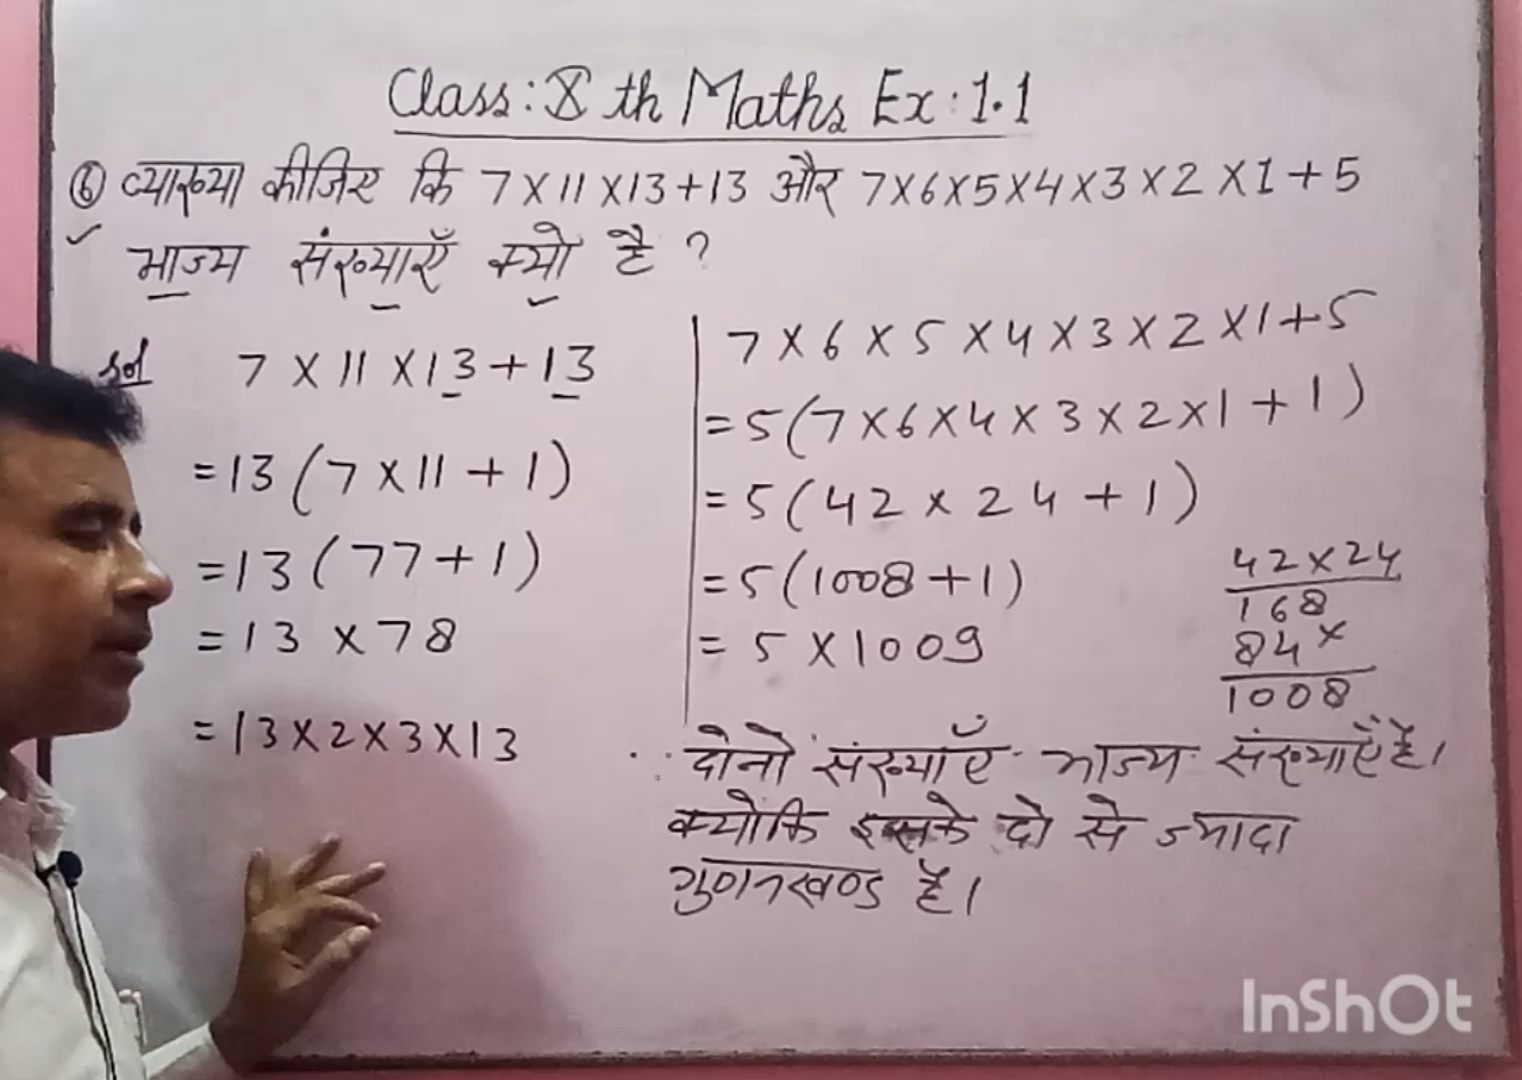 Class: X th Maths Ex: 1.1
⑥ व्याख्या कीजिए कि 7×11×13+13 और 7×6×5×4×3×2×1+5
भाज्य संख्याएँ क्यों है ?
Sol
7 × 11 × 13 + 13
= 13 (7 × 11 + 1)
= 13 (77 + 1)
= 13 × 78
= 13 × 2 × 3 × 13
7 × 6 × 5 × 4 × 3 × 2 × 1 + 5
= 5 (7 × 6 × 4 × 3 × 2 × 1 + 1)
= 5 (42 × 24 + 1)
= 5 (1008 + 1)
= 5 × 1009
42 × 24
168
84×
1008
∴ दोनों संख्याएँ भाज्य संख्याएँ हैं।
क्योंकि इसके दो से ज्यादा
गुणनखण्ड हैं।
InShOt